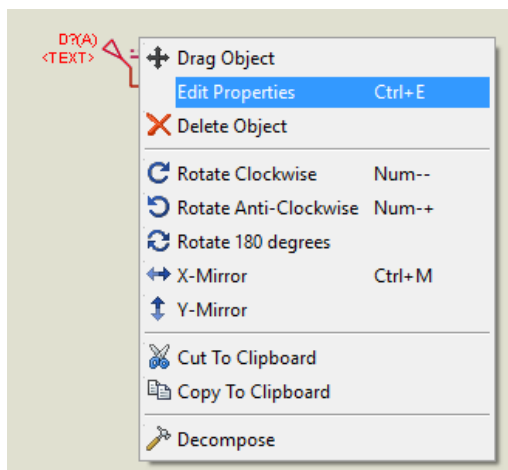 D?(A)
<TEXT>
Drag Object
Edit Properties Ctrl+E
Delete Object
Rotate Clockwise Num--
Rotate Anti-Clockwise Num-+
Rotate 180 degrees
X-Mirror Ctrl+M
Y-Mirror
Cut To Clipboard
Copy To Clipboard
Decompose